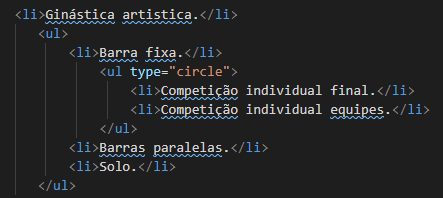 <li>Ginástica artistica.</li>
<ul>
<li>Barra fixa.</li>
<ul type="circle">
<li>Competição individual final.</li>
<li>Competição individual equipes.</li>
</ul>
<li>Barras paralelas.</li>
<li>Solo.</li>
</ul>